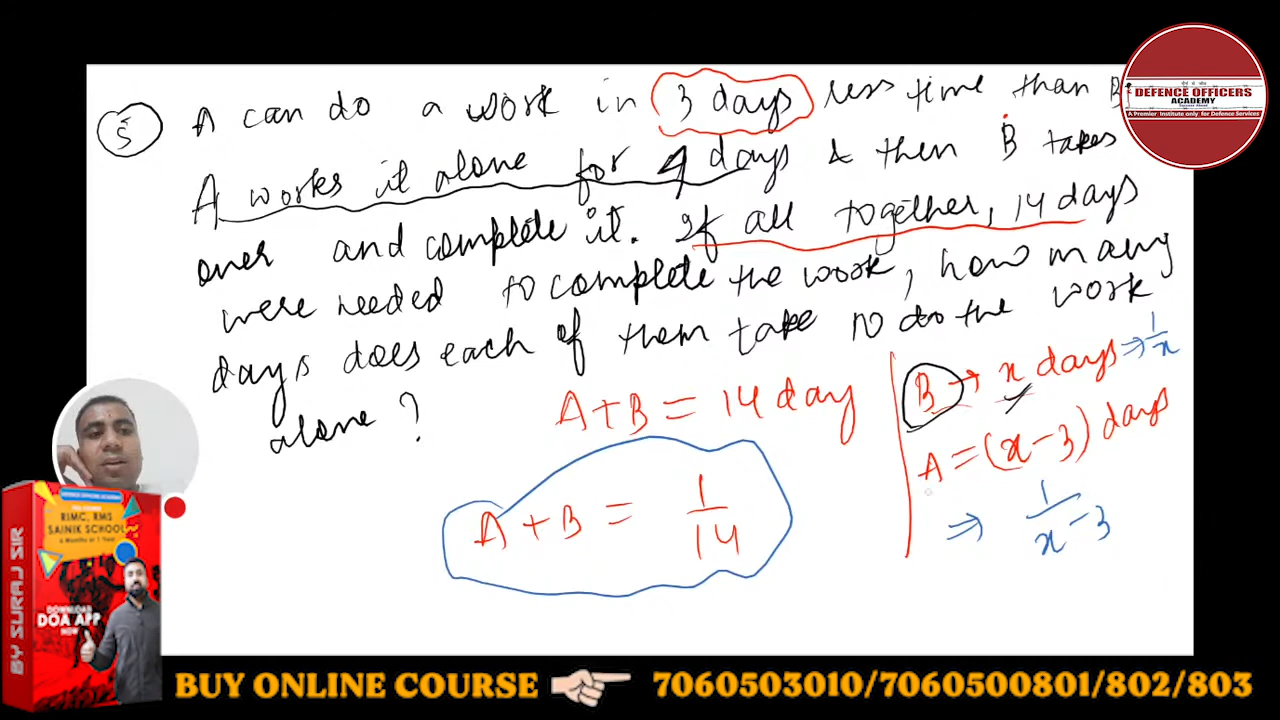 5 A can do a work in 3 days less time than B
A works it alone for 4 days & then B takes
over and complete it. If all together, 14 days
were needed to complete the work, how many
days does each of them take to do the work
alone?
A+B = 14 day
A+B = 1/14
B → x days ⇒ 1/x
A = (x-3) days
⇒ 1/x-3
DEFENCE OFFICERS
ACADEMY
A Premier Institute only for Defence Services
RIMC, RMS
SAINIK SCHOOL
DOWNLOAD
DOA APP
NOW
BY SURAJ SIR
BUY ONLINE COURSE 7060503010/7060500801/802/803